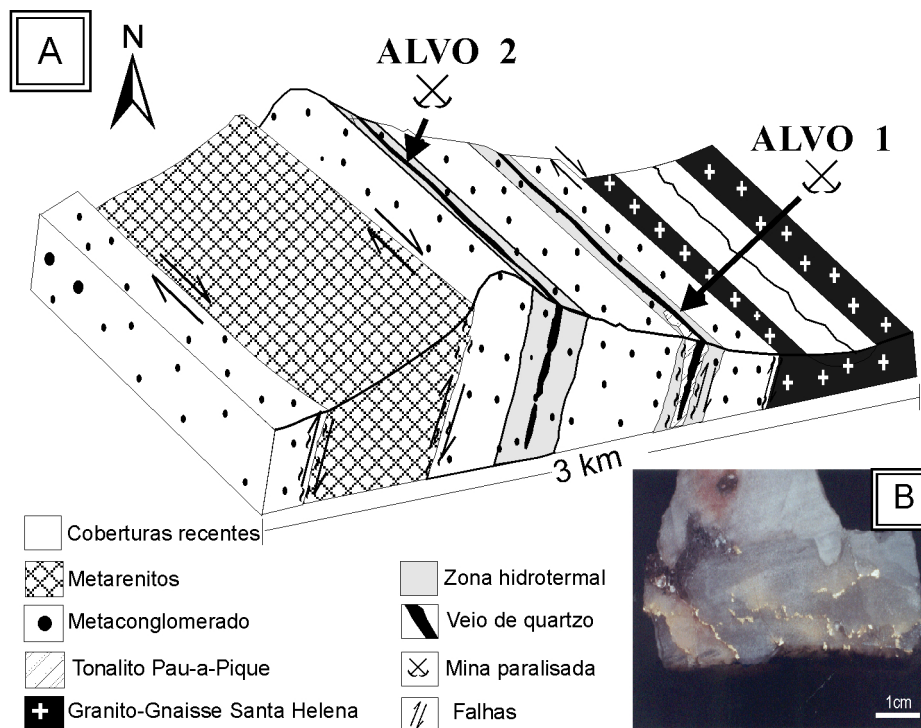 A
N
ALVO 2
ALVO 1
3 km
B
1cm
Coberturas recentes
Metarenitos
Metaconglomerado
Tonalito Pau-a-Pique
Granito-Gnaisse Santa Helena
Zona hidrotermal
Veio de quartzo
Mina paralisada
Falhas